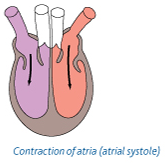 Contraction of atria (atrial systole)